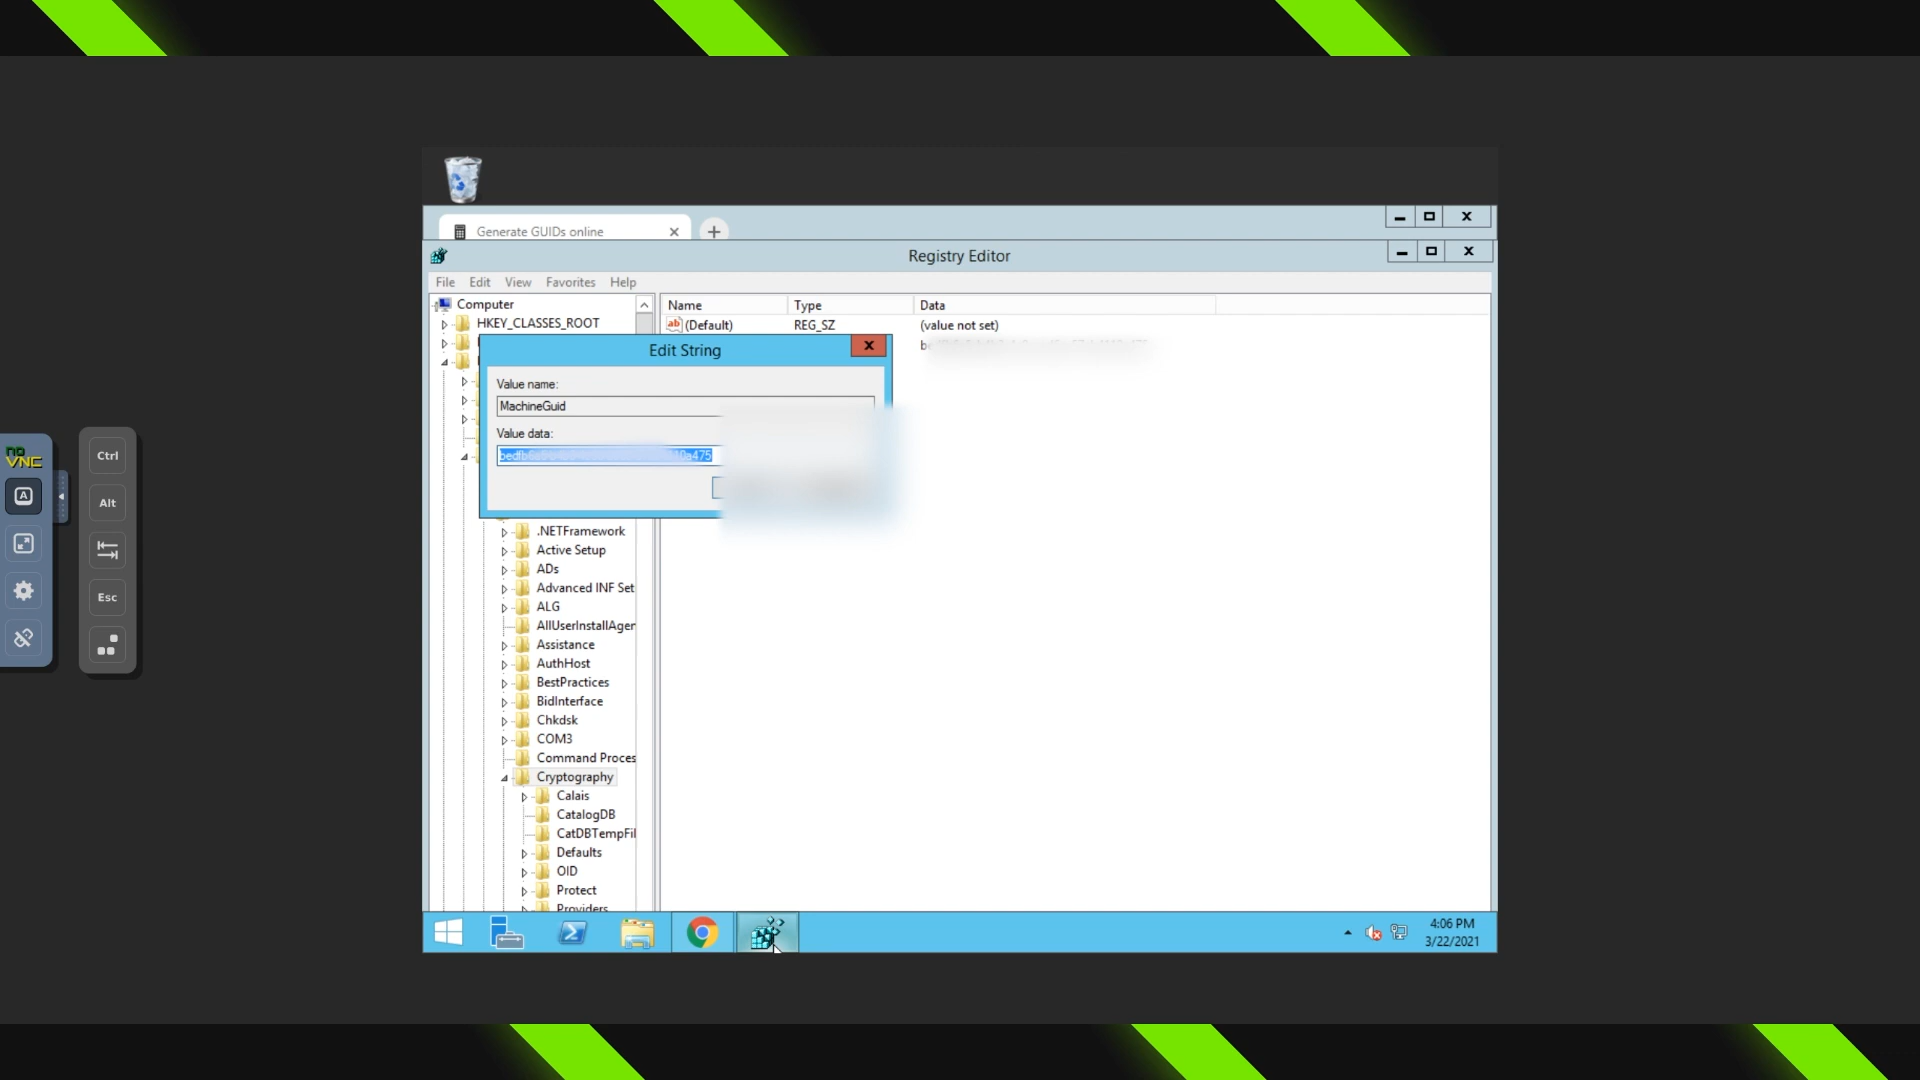 Generate GUIDs online
Registry Editor
File Edit View Favorites Help
Computer
HKEY_CLASSES_ROOT
Name Type Data
(Default) REG_SZ (value not set)
Edit String
Value name:
MachineGuid
Value data:
.NETFramework
Active Setup
ADs
Advanced INF Set
ALG
AllUserInstallAger
Assistance
AuthHost
BestPractices
BidInterface
Chkdsk
COM3
Command Proces
Cryptography
Calais
CatalogDB
CatDBTempFil
Defaults
OID
Protect
Providers
no
VNC
A
Ctrl
Alt
Esc
4:06 PM
3/22/2021